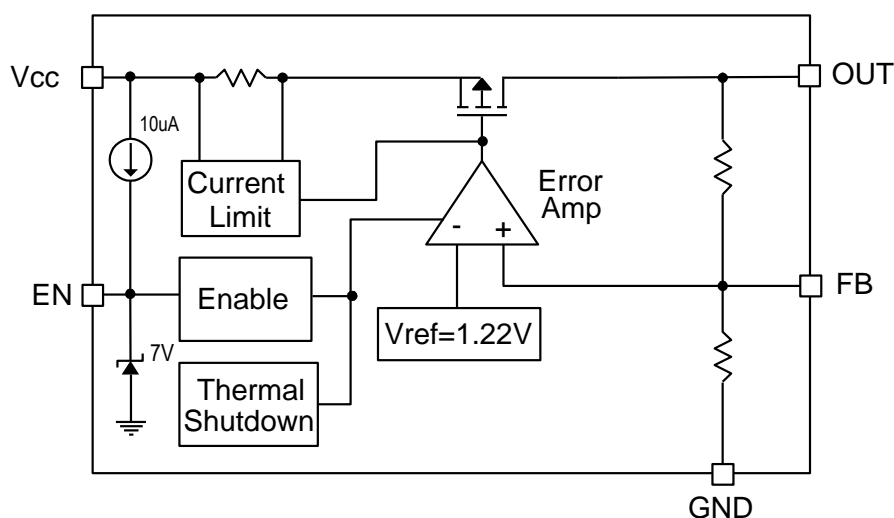 Vcc
OUT
10uA
Current
Limit
Error
Amp
-
+
EN
Enable
FB
Vref=1.22V
7V
Thermal
Shutdown
GND